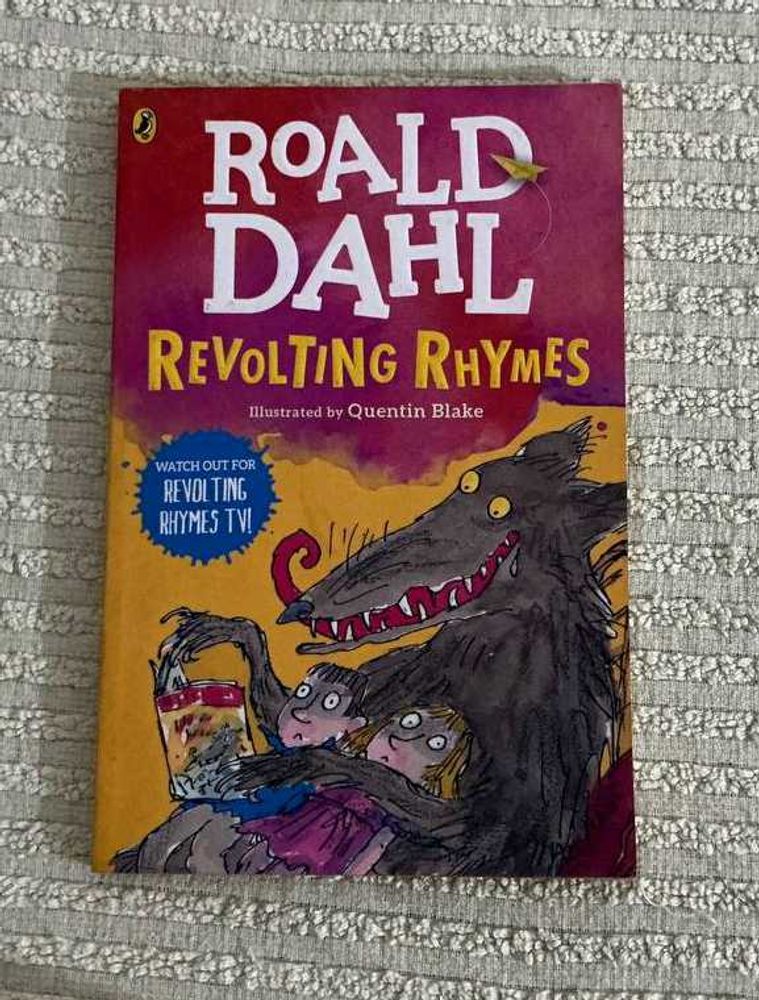 ROALD
DAHL
REVOLTING RHYMES
Illustrated by Quentin Blake
WATCH OUT FOR
REVOLTING
RHYMES TV!